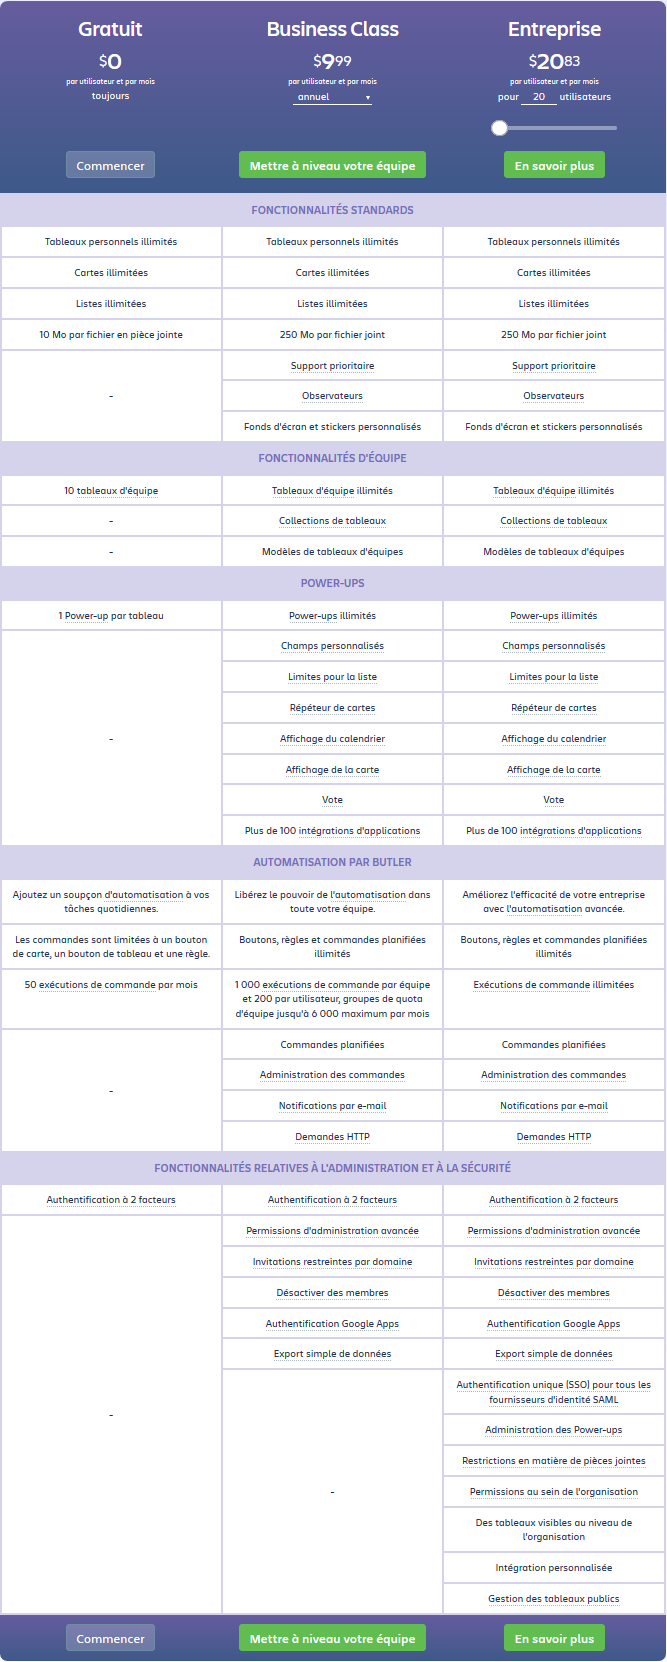 Gratuit Business Class Entreprise
$0 $9⁹⁹ $20⁸³
par utilisateur et par mois par utilisateur et par mois par utilisateur et par mois
toujours annuel ▾ pour 20 utilisateurs
Commencer Mettre à niveau votre équipe En savoir plus
FONCTIONNALITÉS STANDARDS
Tableaux personnels illimités Tableaux personnels illimités Tableaux personnels illimités
Cartes illimitées Cartes illimitées Cartes illimitées
Listes illimitées Listes illimitées Listes illimitées
10 Mo par fichier en pièce jointe 250 Mo par fichier joint 250 Mo par fichier joint
Support prioritaire Support prioritaire
- Observateurs Observateurs
Fonds d'écran et stickers personnalisés Fonds d'écran et stickers personnalisés
FONCTIONNALITÉS D'ÉQUIPE
10 tableaux d'équipe Tableaux d'équipe illimités Tableaux d'équipe illimités
- Collections de tableaux Collections de tableaux
- Modèles de tableaux d'équipes Modèles de tableaux d'équipes
POWER-UPS
1 Power-up par tableau Power-ups illimités Power-ups illimités
Champs personnalisés Champs personnalisés
Limites pour la liste Limites pour la liste
Répéteur de cartes Répéteur de cartes
- Affichage du calendrier Affichage du calendrier
Affichage de la carte Affichage de la carte
Vote Vote
Plus de 100 intégrations d'applications Plus de 100 intégrations d'applications
AUTOMATISATION PAR BUTLER
Ajoutez un soupçon d'automatisation à vos Libérez le pouvoir de l'automatisation dans Améliorez l'efficacité de votre entreprise
tâches quotidiennes. toute votre équipe. avec l'automatisation avancée.
Les commandes sont limitées à un bouton Boutons, règles et commandes planifiées Boutons, règles et commandes planifiées
de carte, un bouton de tableau et une règle. illimités illimités
50 exécutions de commande par mois 1 000 exécutions de commande par équipe Exécutions de commande illimitées
et 200 par utilisateur, groupes de quota
d'équipe jusqu'à 6 000 maximum par mois
Commandes planifiées Commandes planifiées
Administration des commandes Administration des commandes
- Notifications par e-mail Notifications par e-mail
Demandes HTTP Demandes HTTP
FONCTIONNALITÉS RELATIVES À L'ADMINISTRATION ET À LA SÉCURITÉ
Authentification à 2 facteurs Authentification à 2 facteurs Authentification à 2 facteurs
Permissions d'administration avancée Permissions d'administration avancée
Invitations restreintes par domaine Invitations restreintes par domaine
Désactiver des membres Désactiver des membres
Authentification Google Apps Authentification Google Apps
Export simple de données Export simple de données
Authentification unique (SSO) pour tous les
fournisseurs d'identité SAML
- Administration des Power-ups
Restrictions en matière de pièces jointes
- Permissions au sein de l'organisation
Des tableaux visibles au niveau de
l'organisation
Intégration personnalisée
Gestion des tableaux publics
Commencer Mettre à niveau votre équipe En savoir plus